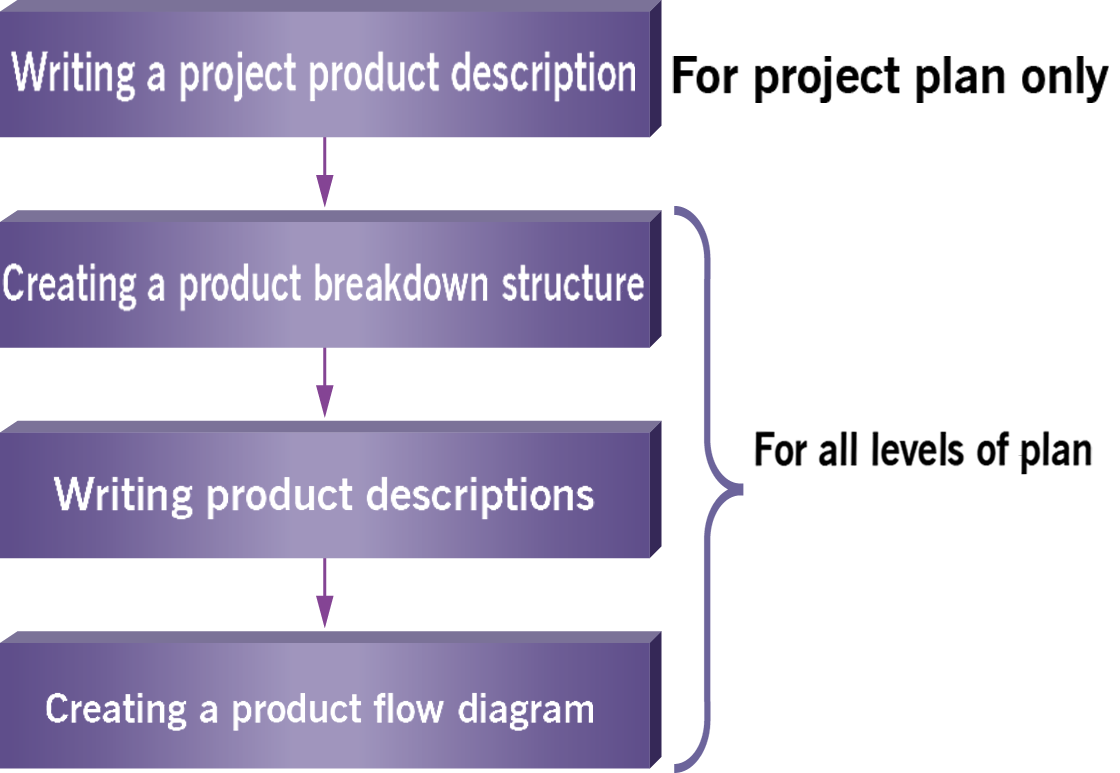 Writing a project product description
For project plan only
Creating a product breakdown structure
For all levels of plan
Writing product descriptions
Creating a product flow diagram